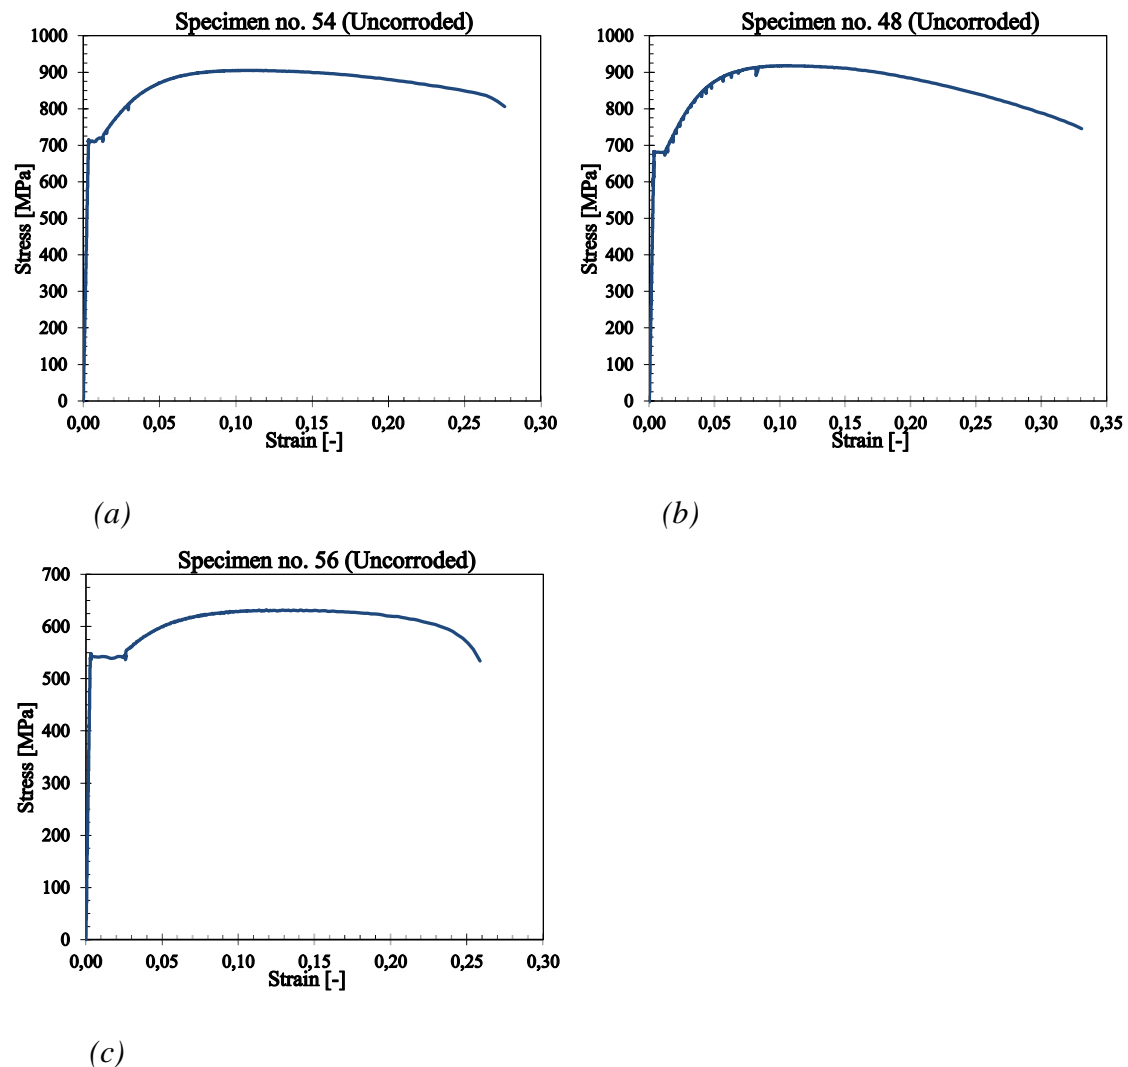 Specimen no. 54 (Uncorroded)
1000
900
800
700
600
500
400
300
200
100
0
Stress [MPa]
0,00 0,05 0,10 0,15 0,20 0,25 0,30
Strain [-]
(a)
Specimen no. 48 (Uncorroded)
1000
900
800
700
600
500
400
300
200
100
0
Stress [MPa]
0,00 0,05 0,10 0,15 0,20 0,25 0,30 0,35
Strain [-]
(b)
Specimen no. 56 (Uncorroded)
700
600
500
400
300
200
100
0
Stress [MPa]
0,00 0,05 0,10 0,15 0,20 0,25 0,30
Strain [-]
(c)